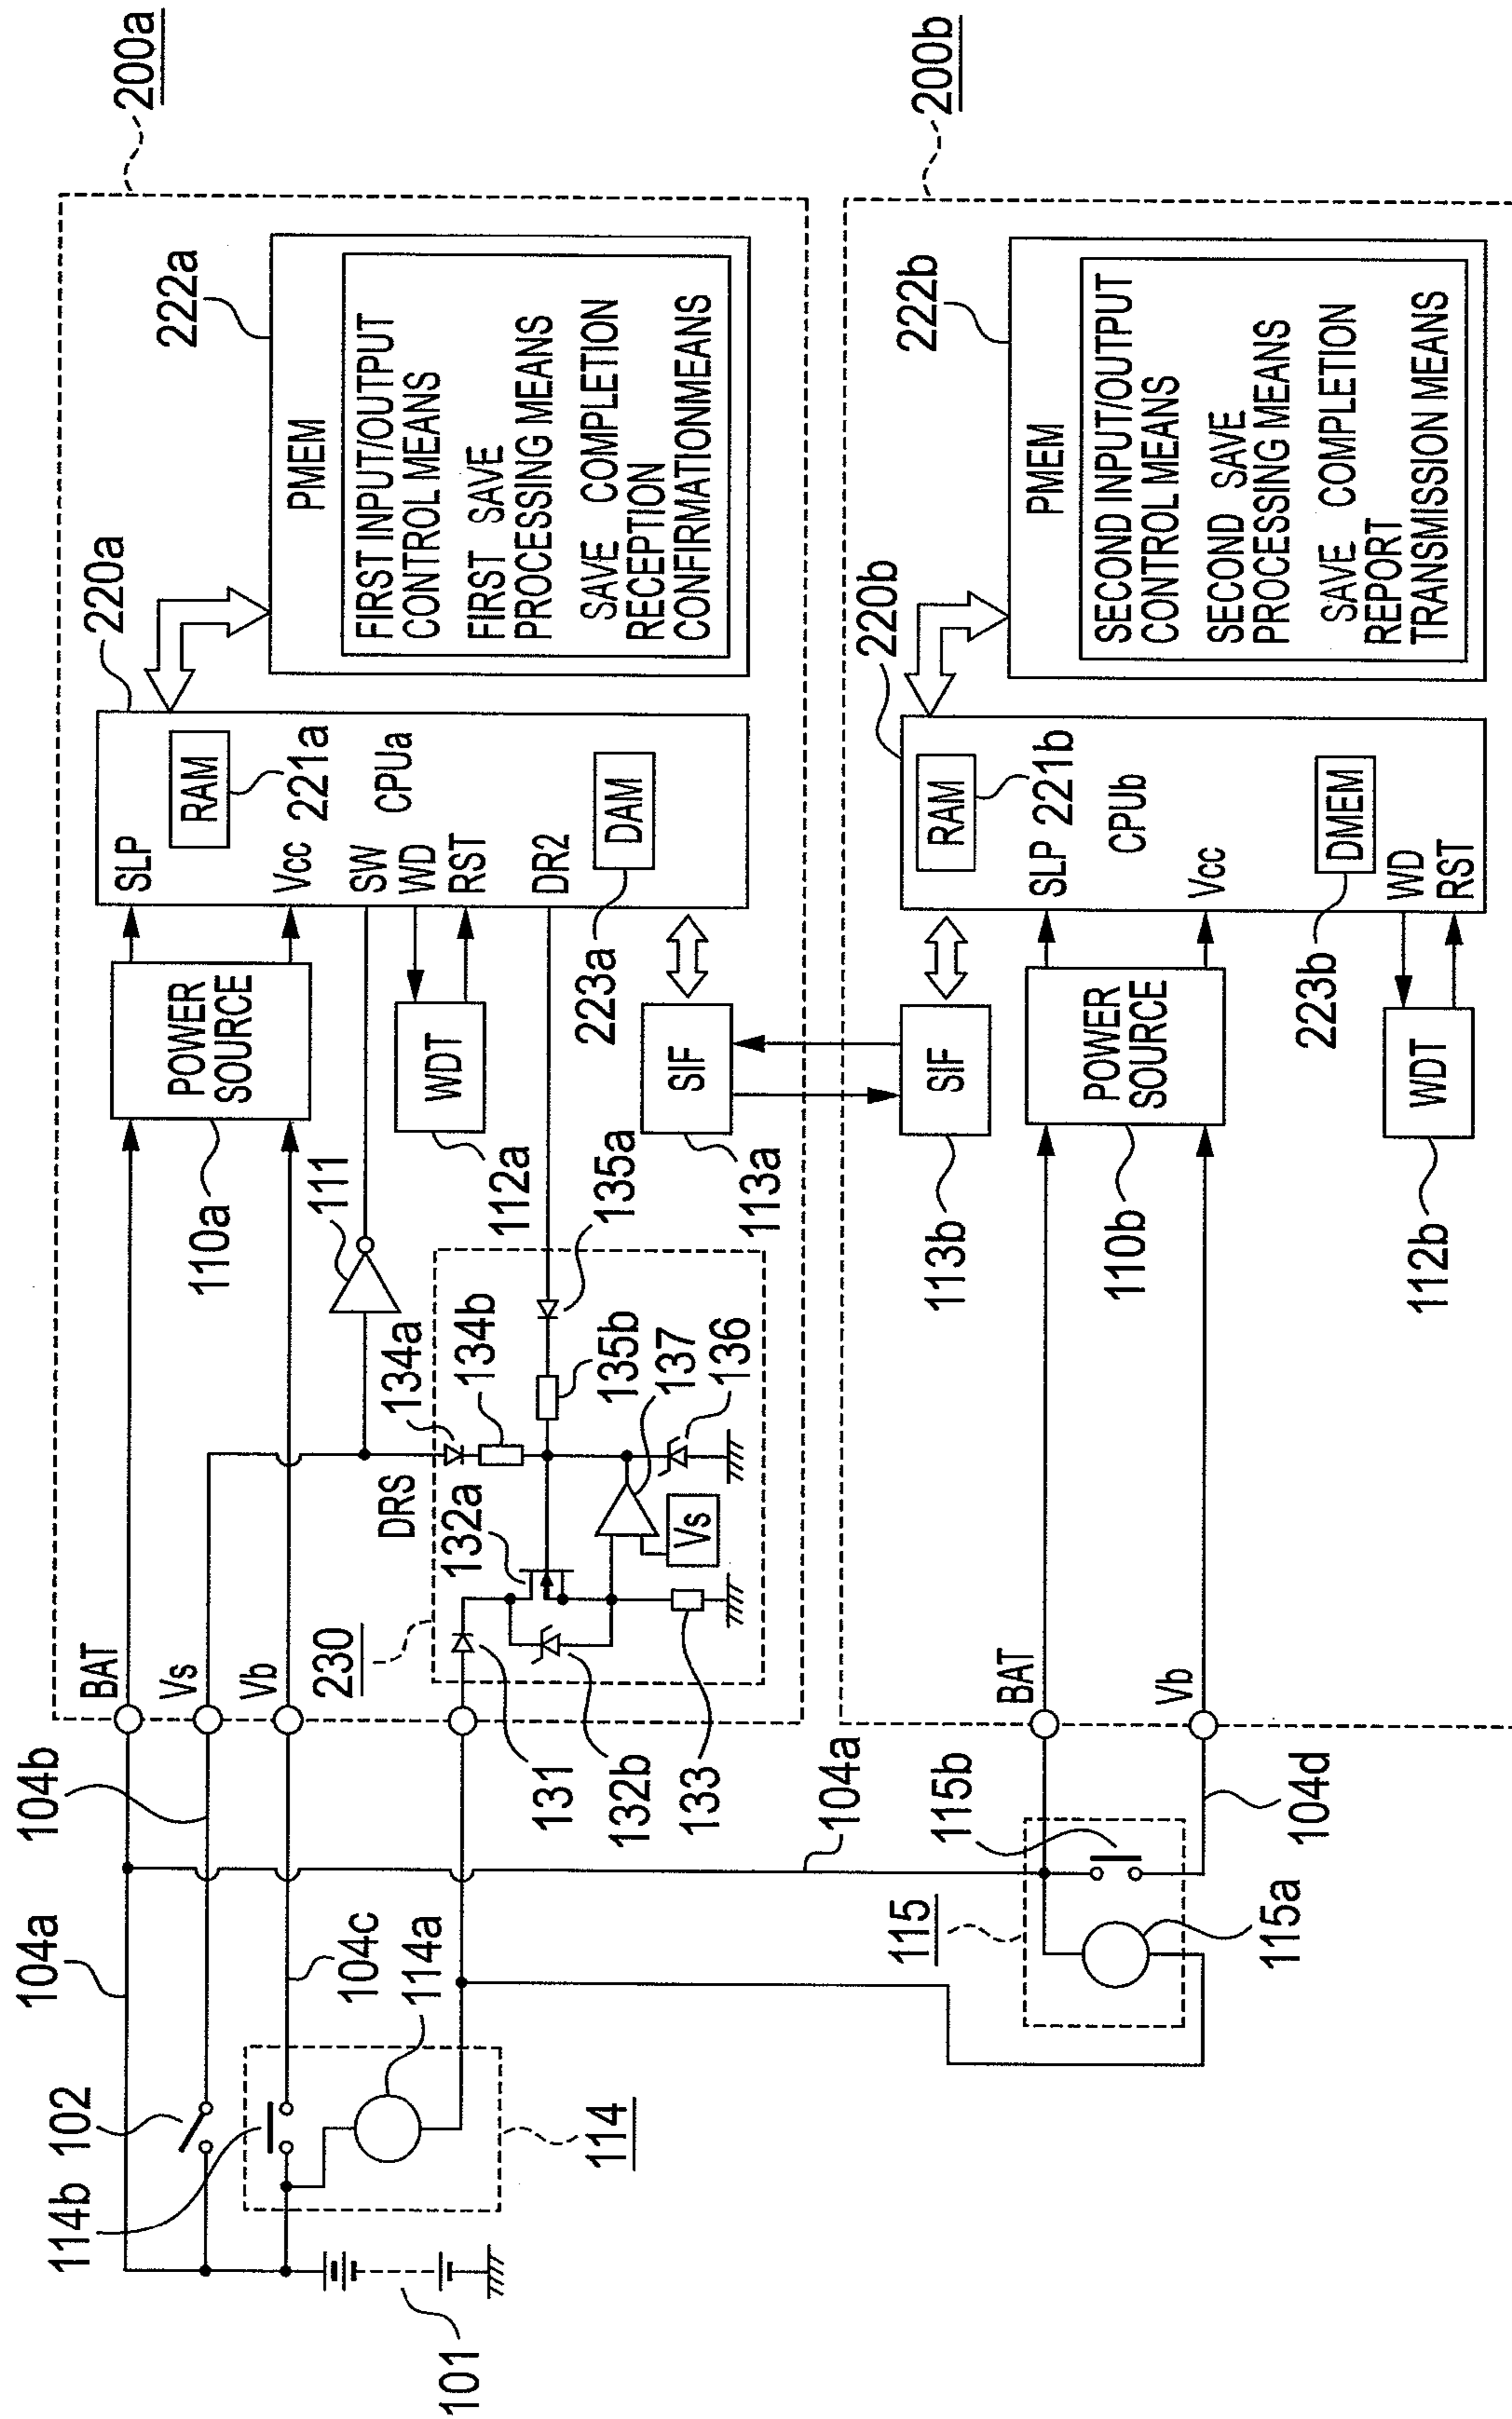 200a
222a
PMEM
FIRST INPUT/OUTPUT
CONTROL MEANS
FIRST SAVE
PROCESSING MEANS
SAVE COMPLETION
RECEPTION
CONFIRMATIONMEANS
220a
SLP
RAM
221a
Vcc
CPUa
SW
WD
RST
DR2
DAM
223a
POWER
SOURCE
110a
111
WDT
112a
SIF
113a
134a
134b
135a
135b
137
136
DRS
132a
Vs
230
131
132b
133
BAT
Vs
Vb
104b
104a
104c
114a
102
114b
114
101
200b
222b
PMEM
SECOND INPUT/OUTPUT
CONTROL MEANS
SECOND SAVE
PROCESSING MEANS
SAVE COMPLETION
REPORT
TRANSMISSION MEANS
220b
RAM
SLP
221b
CPUb
Vcc
DMEM
223b
WD
RST
SIF
113b
POWER
SOURCE
110b
WDT
112b
BAT
Vb
104a
115b
104d
115
115a